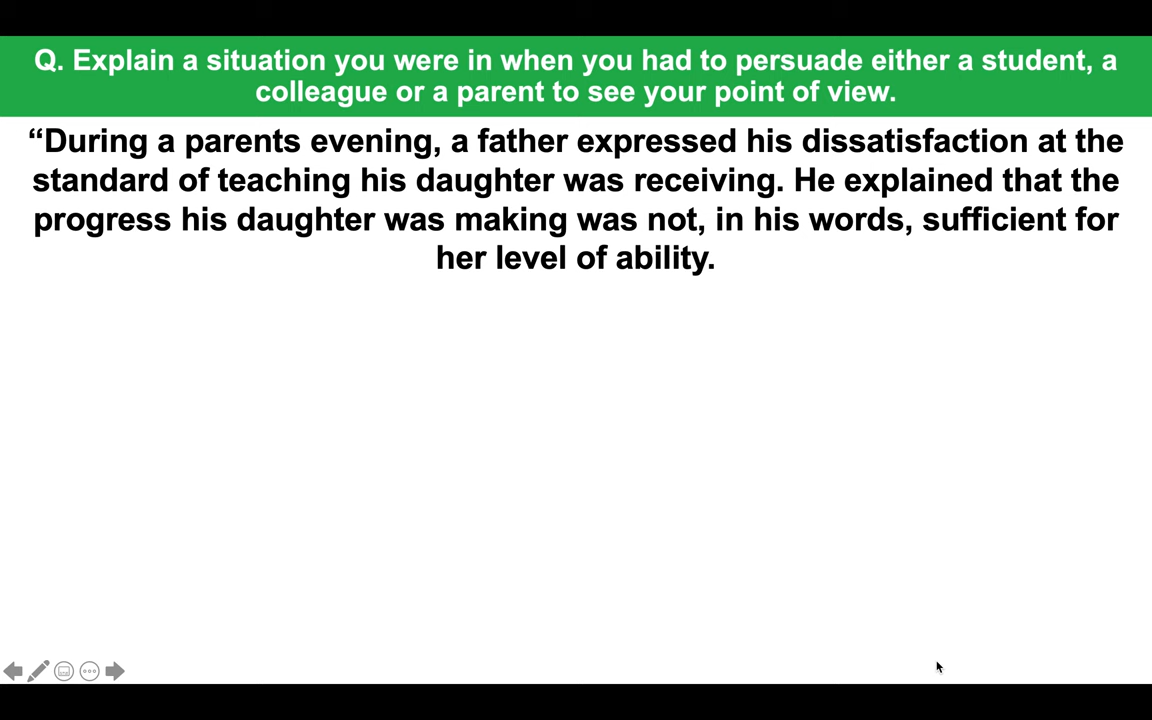 Q. Explain a situation you were in when you had to persuade either a student, a
colleague or a parent to see your point of view.
“During a parents evening, a father expressed his dissatisfaction at the
standard of teaching his daughter was receiving. He explained that the
progress his daughter was making was not, in his words, sufficient for
her level of ability.